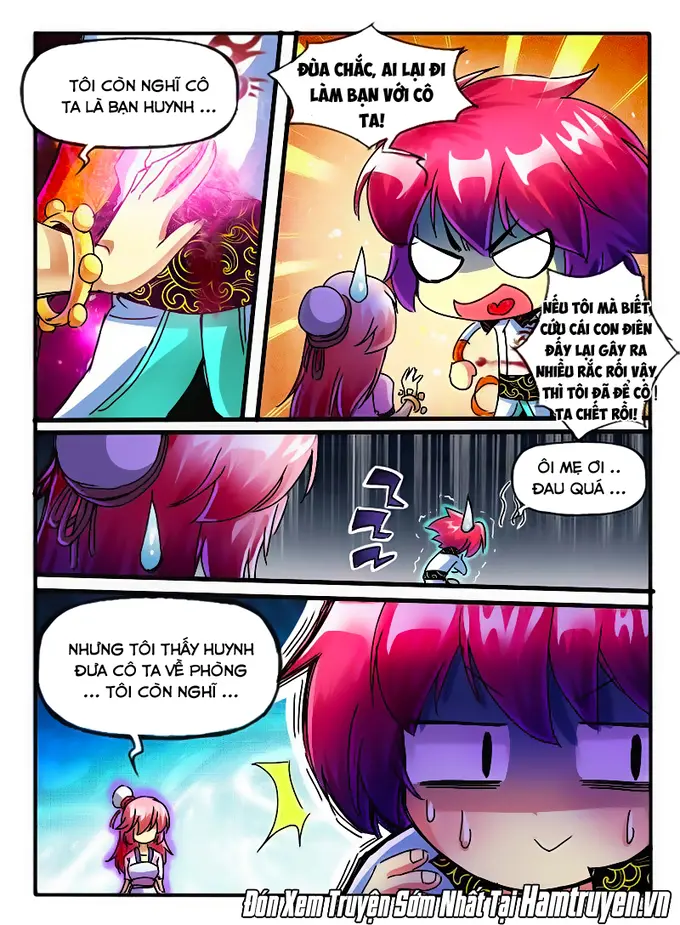 TÔI CÒN NGHĨ CÔ
TA LÀ BẠN HUYNH ...
ĐÙA CHẮC, AI LẠI ĐI
LÀM BẠN VỚI CÔ
TA!
NẾU TÔI MÀ BIẾT
CỨU CÁI CON ĐIÊN
ĐẤY LẠI GÂY RA
NHIỀU RẮC RỐI VẬY
THÌ TÔI ĐÃ ĐỂ CÔ
TA CHẾT RỒI!
ÔI MẸ ƠI ..
ĐAU QUÁ ...
NHƯNG TÔI THẤY HUYNH
ĐƯA CÔ TA VỀ PHÒNG
... TÔI CÒN NGHĨ ...
Đón Xem Truyện Sớm Nhất Tại Hamtruyen.vn